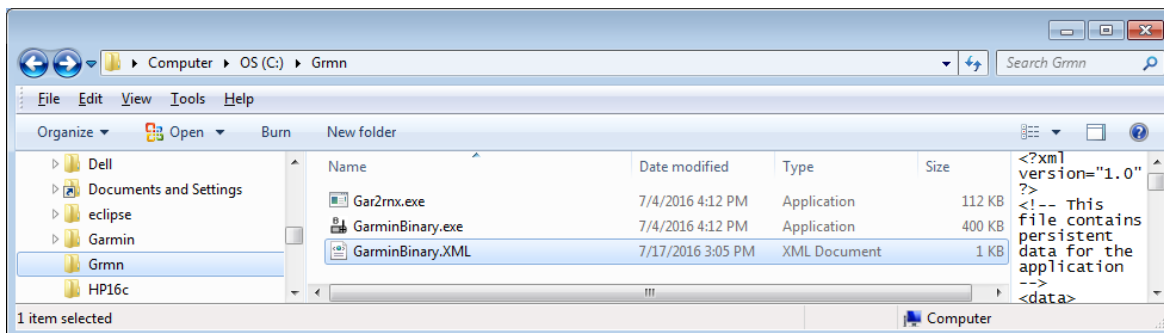 Computer OS (C:) Grmn Search Grmn
File Edit View Tools Help
Organize Open Burn New folder
Dell
Documents and Settings
eclipse
Garmin
Grmn
HP16c
Name Date modified Type Size
Gar2rnx.exe 7/4/2016 4:12 PM Application 112 KB
GarminBinary.exe 7/4/2016 4:12 PM Application 400 KB
GarminBinary.XML 7/17/2016 3:05 PM XML Document 1 KB
<?xml
version="1.0"
?>
<!-- This
file contains
persistent
data for the
application
-->
<data>
1 item selected Computer